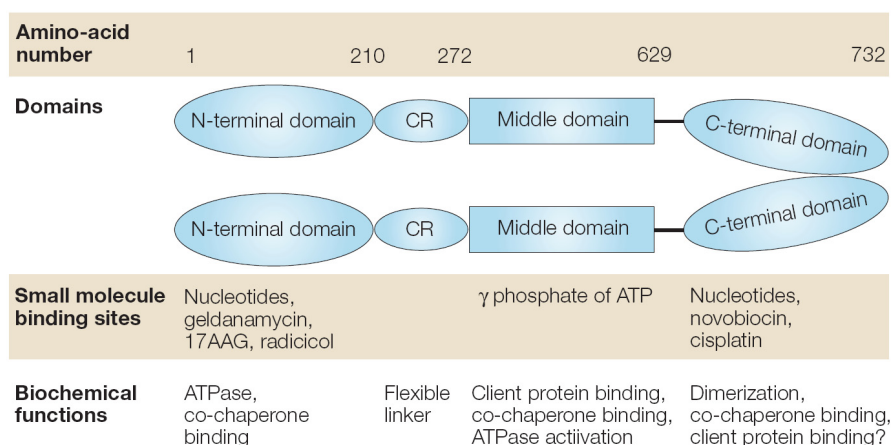 Amino-acid
number
1 210 272 629 732
Domains
N-terminal domain CR Middle domain C-terminal domain
N-terminal domain CR Middle domain C-terminal domain
Small molecule
binding sites
Nucleotides,
geldanamycin,
17AAG, radicicol
γ phosphate of ATP
Nucleotides,
novobiocin,
cisplatin
Biochemical
functions
ATPase,
co-chaperone
binding
Flexible
linker
Client protein binding,
co-chaperone binding,
ATPase actiivation
Dimerization,
co-chaperone binding,
client protein binding?